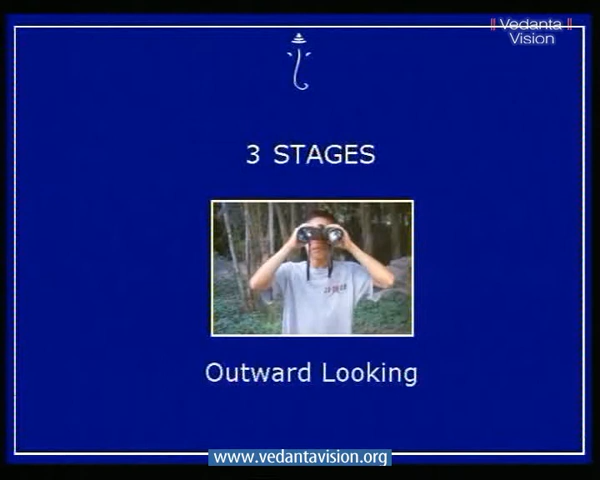 || Vedanta ||
Vision
3 STAGES
Outward Looking
www.vedantavision.org